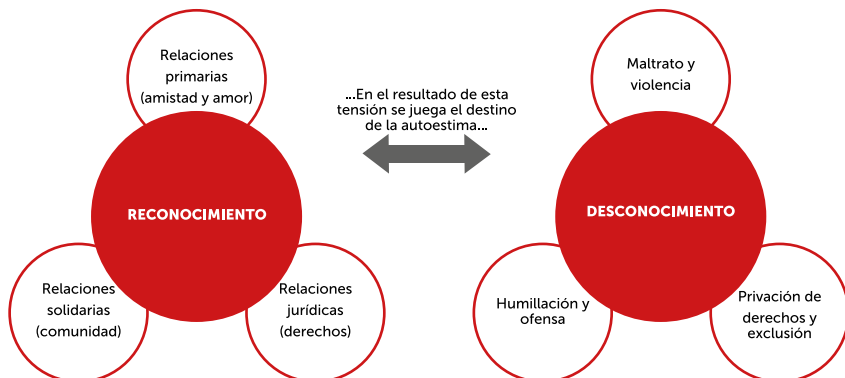 Relaciones
primarias
(amistad y amor)
RECONOCIMIENTO
Relaciones
solidarias
(comunidad)
Relaciones
jurídicas
(derechos)
...En el resultado de esta
tensión se juega el destino
de la autoestima...
Maltrato y
violencia
DESCONOCIMIENTO
Humillación y
ofensa
Privación de
derechos y
exclusión